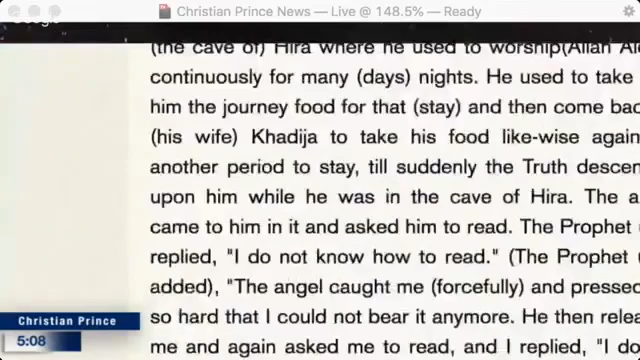 Christian Prince News — Live @ 148.5% — Ready
Google
(the cave of) Hira where he used to worship(Allah Al
continuously for many (days) nights. He used to take
him the journey food for that (stay) and then come bac
(his wife) Khadija to take his food like-wise again
another period to stay, till suddenly the Truth descen
upon him while he was in the cave of Hira. The a
came to him in it and asked him to read. The Prophet
replied, "I do not know how to read." (The Prophet
added), "The angel caught me (forcefully) and pressed
so hard that I could not bear it anymore. He then relea
me and again asked me to read, and I replied, "I do
Christian Prince
5:08